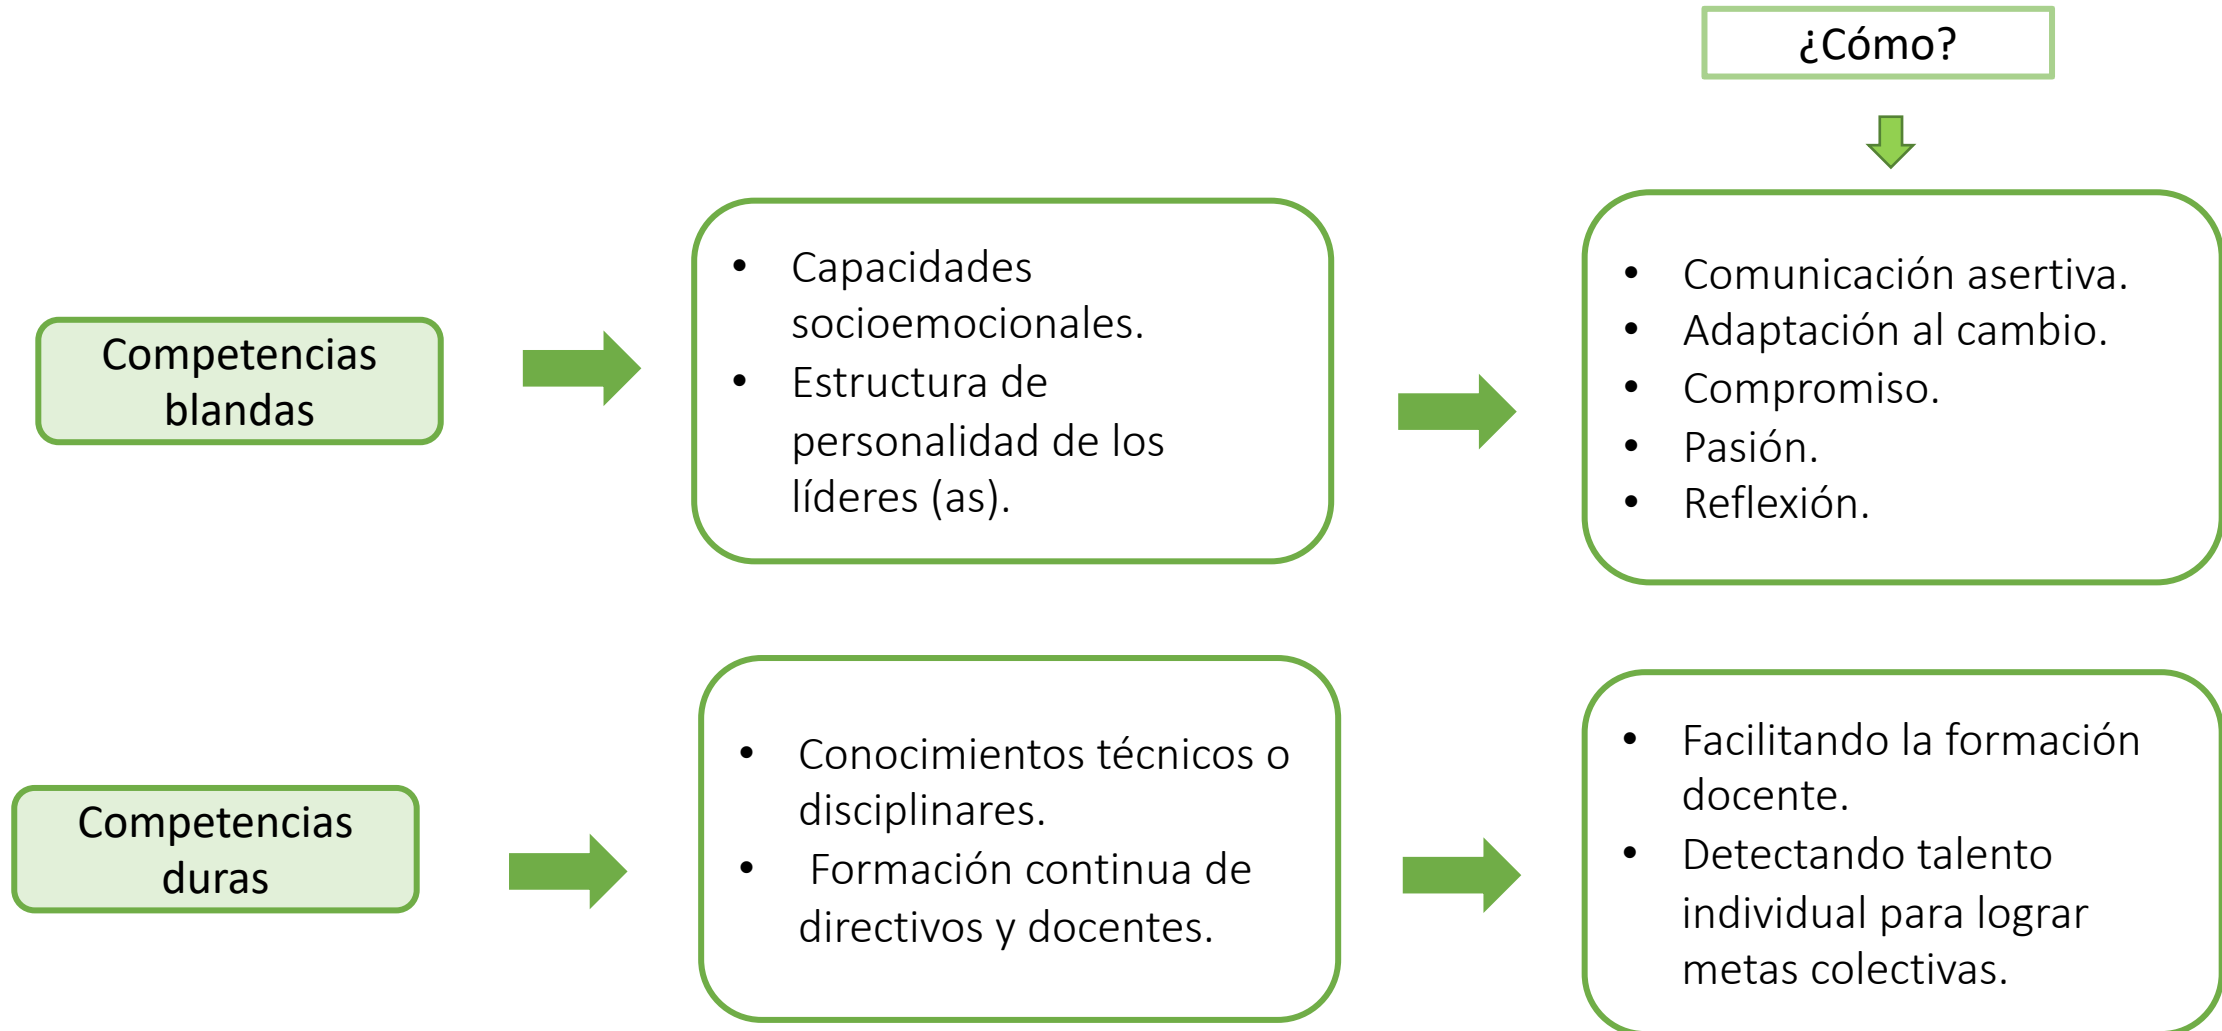 ¿Cómo?
Competencias
blandas
• Capacidades
socioemocionales.
• Estructura de
personalidad de los
líderes (as).
• Comunicación asertiva.
• Adaptación al cambio.
• Compromiso.
• Pasión.
• Reflexión.
Competencias
duras
• Conocimientos técnicos o
disciplinares.
• Formación continua de
directivos y docentes.
• Facilitando la formación
docente.
• Detectando talento
individual para lograr
metas colectivas.